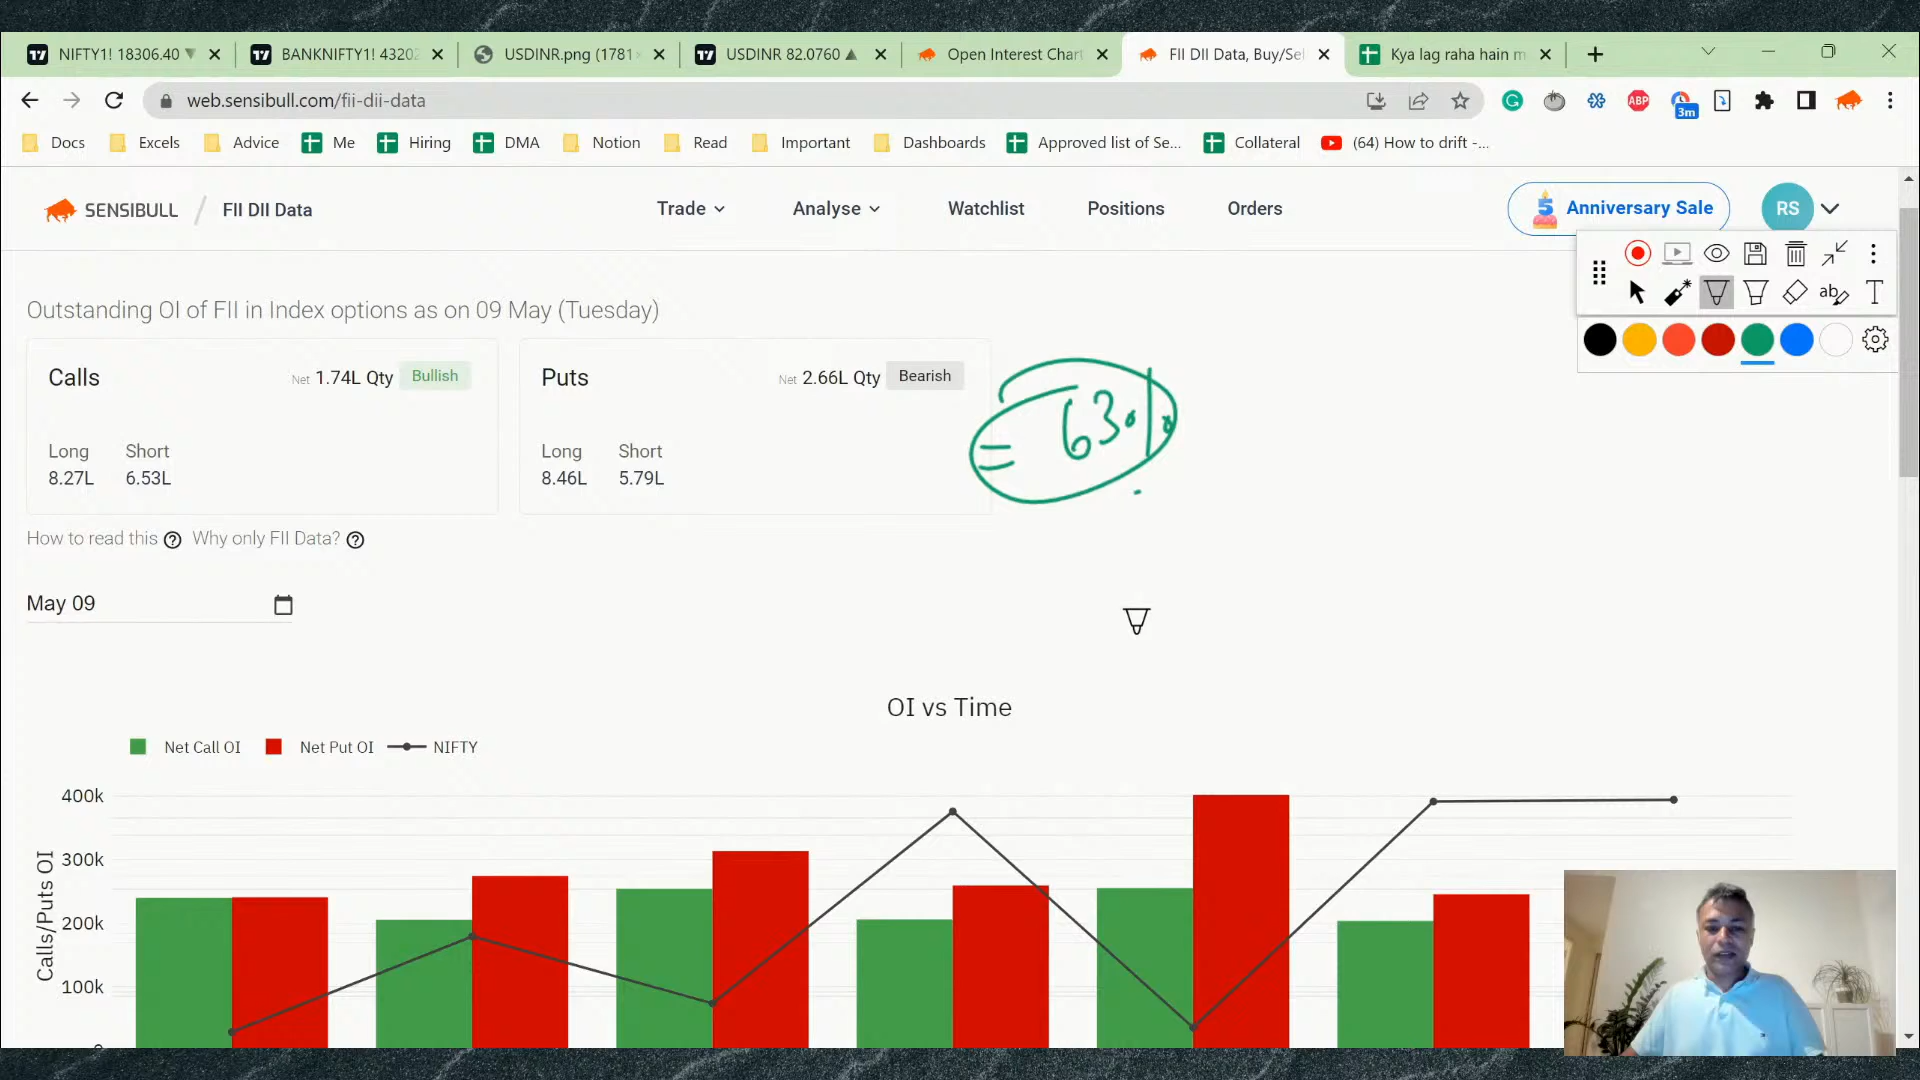 NIFTY1! 18306.40 ▼
BANKNIFTY1! 4320
USDINR.png (1781
USDINR 82.0760 ▲
Open Interest Chart
FII DII Data, Buy/Sel
Kya lag raha hain m
web.sensibull.com/fii-dii-data
ABP
3m
Docs
Excels
Advice
Me
Hiring
DMA
Notion
Read
Important
Dashboards
Approved list of Se...
Collateral
(64) How to drift -...
SENSIBULL / FII DII Data
Trade
Analyse
Watchlist
Positions
Orders
5 Anniversary Sale
RS
ab
T
Outstanding OI of FII in Index options as on 09 May (Tuesday)
Calls Net 1.74L Qty Bullish
Long Short
8.27L 6.53L
Puts Net 2.66L Qty Bearish
Long Short
8.46L 5.79L
= 63%
How to read this ? Why only FII Data? ?
May 09
OI vs Time
Net Call OI Net Put OI NIFTY
Calls/Puts OI
400k
300k
200k
100k